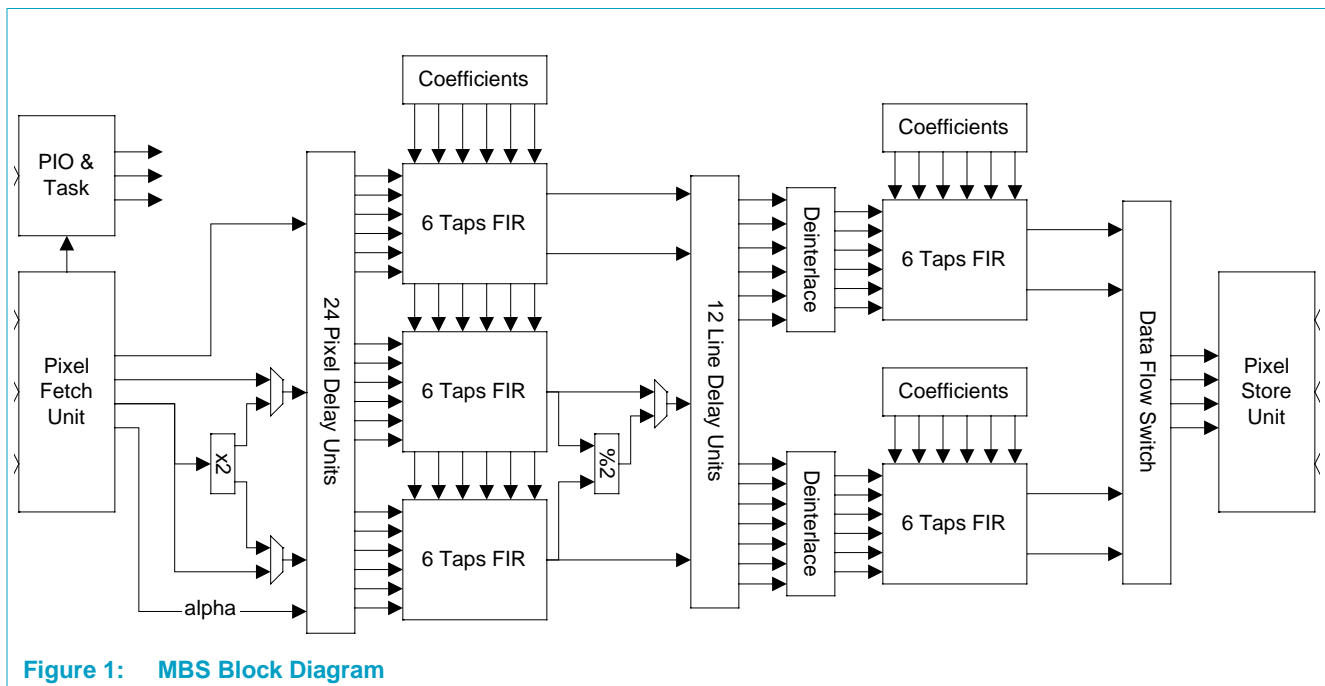 Coefficients
PIO &
Task
6 Taps FIR
Coefficients
6 Taps FIR
Deinterlace
24 Pixel Delay Units
12 Line Delay Units
Data Flow Switch
Pixel
Fetch
Unit
6 Taps FIR
Pixel
Store
Unit
Coefficients
x2
%2
6 Taps FIR
Deinterlace
6 Taps FIR
alpha
Figure 1: MBS Block Diagram